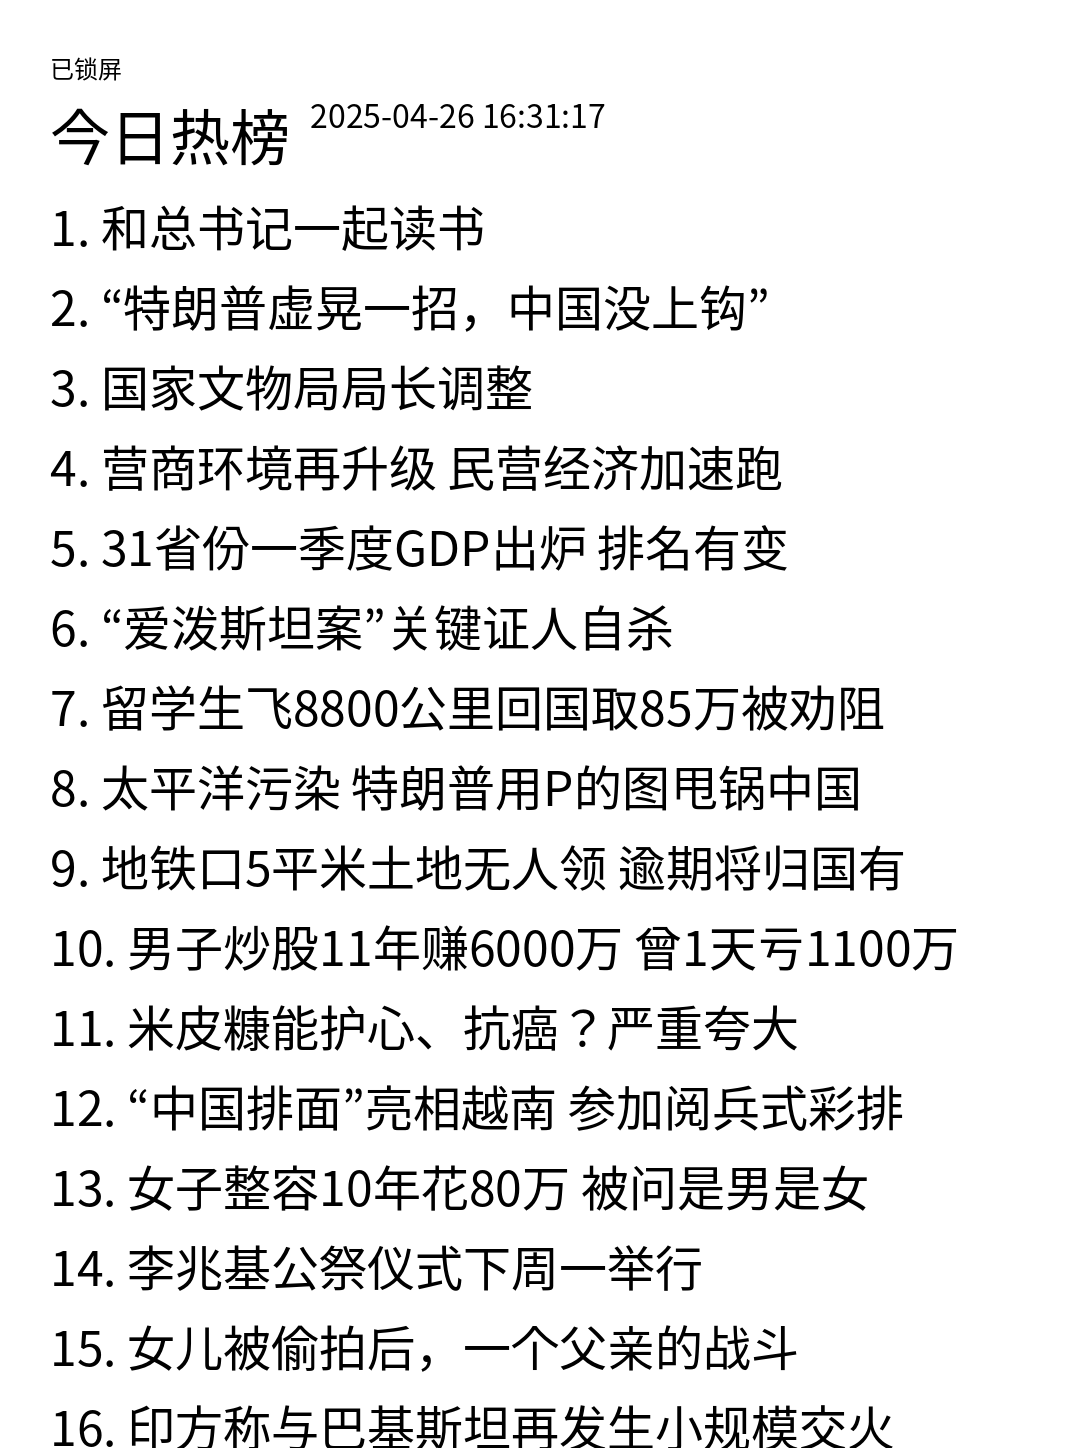 已锁屏
今日热榜 2025-04-26 16:31:17
1. 和总书记一起读书
2. “特朗普虚晃一招，中国没上钩”
3. 国家文物局局长调整
4. 营商环境再升级 民营经济加速跑
5. 31省份一季度GDP出炉 排名有变
6. “爱泼斯坦案”关键证人自杀
7. 留学生飞8800公里回国取85万被劝阻
8. 太平洋污染 特朗普用P的图甩锅中国
9. 地铁口5平米土地无人领 逾期将归国有
10. 男子炒股11年赚6000万 曾1天亏1100万
11. 米皮糠能护心、抗癌？严重夸大
12. “中国排面”亮相越南 参加阅兵式彩排
13. 女子整容10年花80万 被问是男是女
14. 李兆基公祭仪式下周一举行
15. 女儿被偷拍后，一个父亲的战斗
16. 印方称与巴基斯坦再发生小规模交火